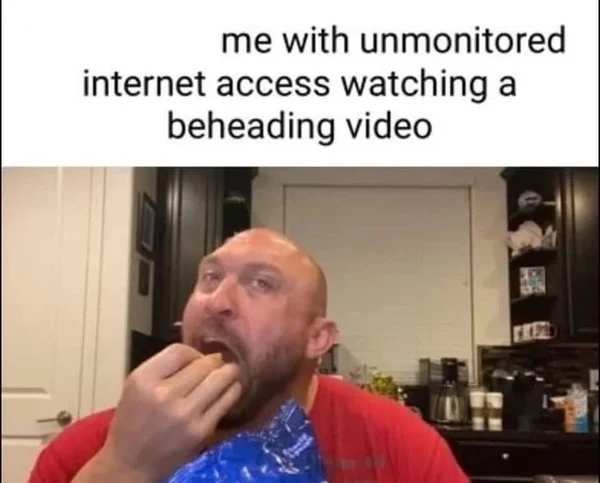 me with unmonitored
internet access watching a
beheading video